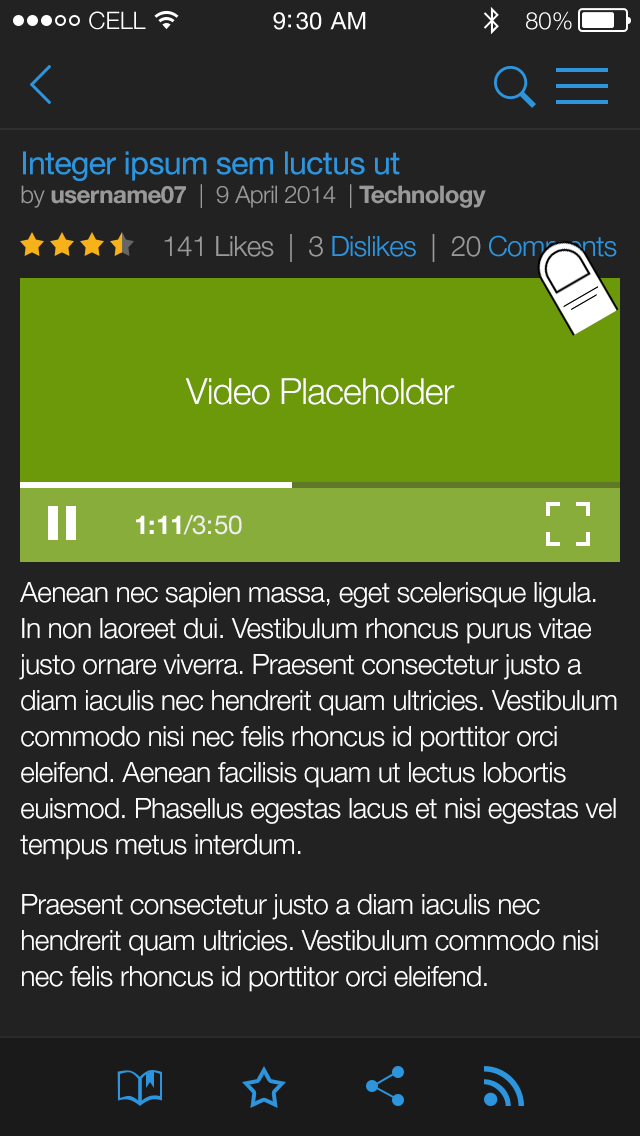 CELL 9:30 AM 80%
Integer ipsum sem luctus ut
by username07 | 9 April 2014 | Technology
141 Likes | 3 Dislikes | 20 Comments
Video Placeholder
1:11/3:50
Aenean nec sapien massa, eget scelerisque ligula.
In non laoreet dui. Vestibulum rhoncus purus vitae
justo ornare viverra. Praesent consectetur justo a
diam iaculis nec hendrerit quam ultricies. Vestibulum
commodo nisi nec felis rhoncus id porttitor orci
eleifend. Aenean facilisis quam ut lectus lobortis
euismod. Phasellus egestas lacus et nisi egestas vel
tempus metus interdum.
Praesent consectetur justo a diam iaculis nec
hendrerit quam ultricies. Vestibulum commodo nisi
nec felis rhoncus id porttitor orci eleifend.